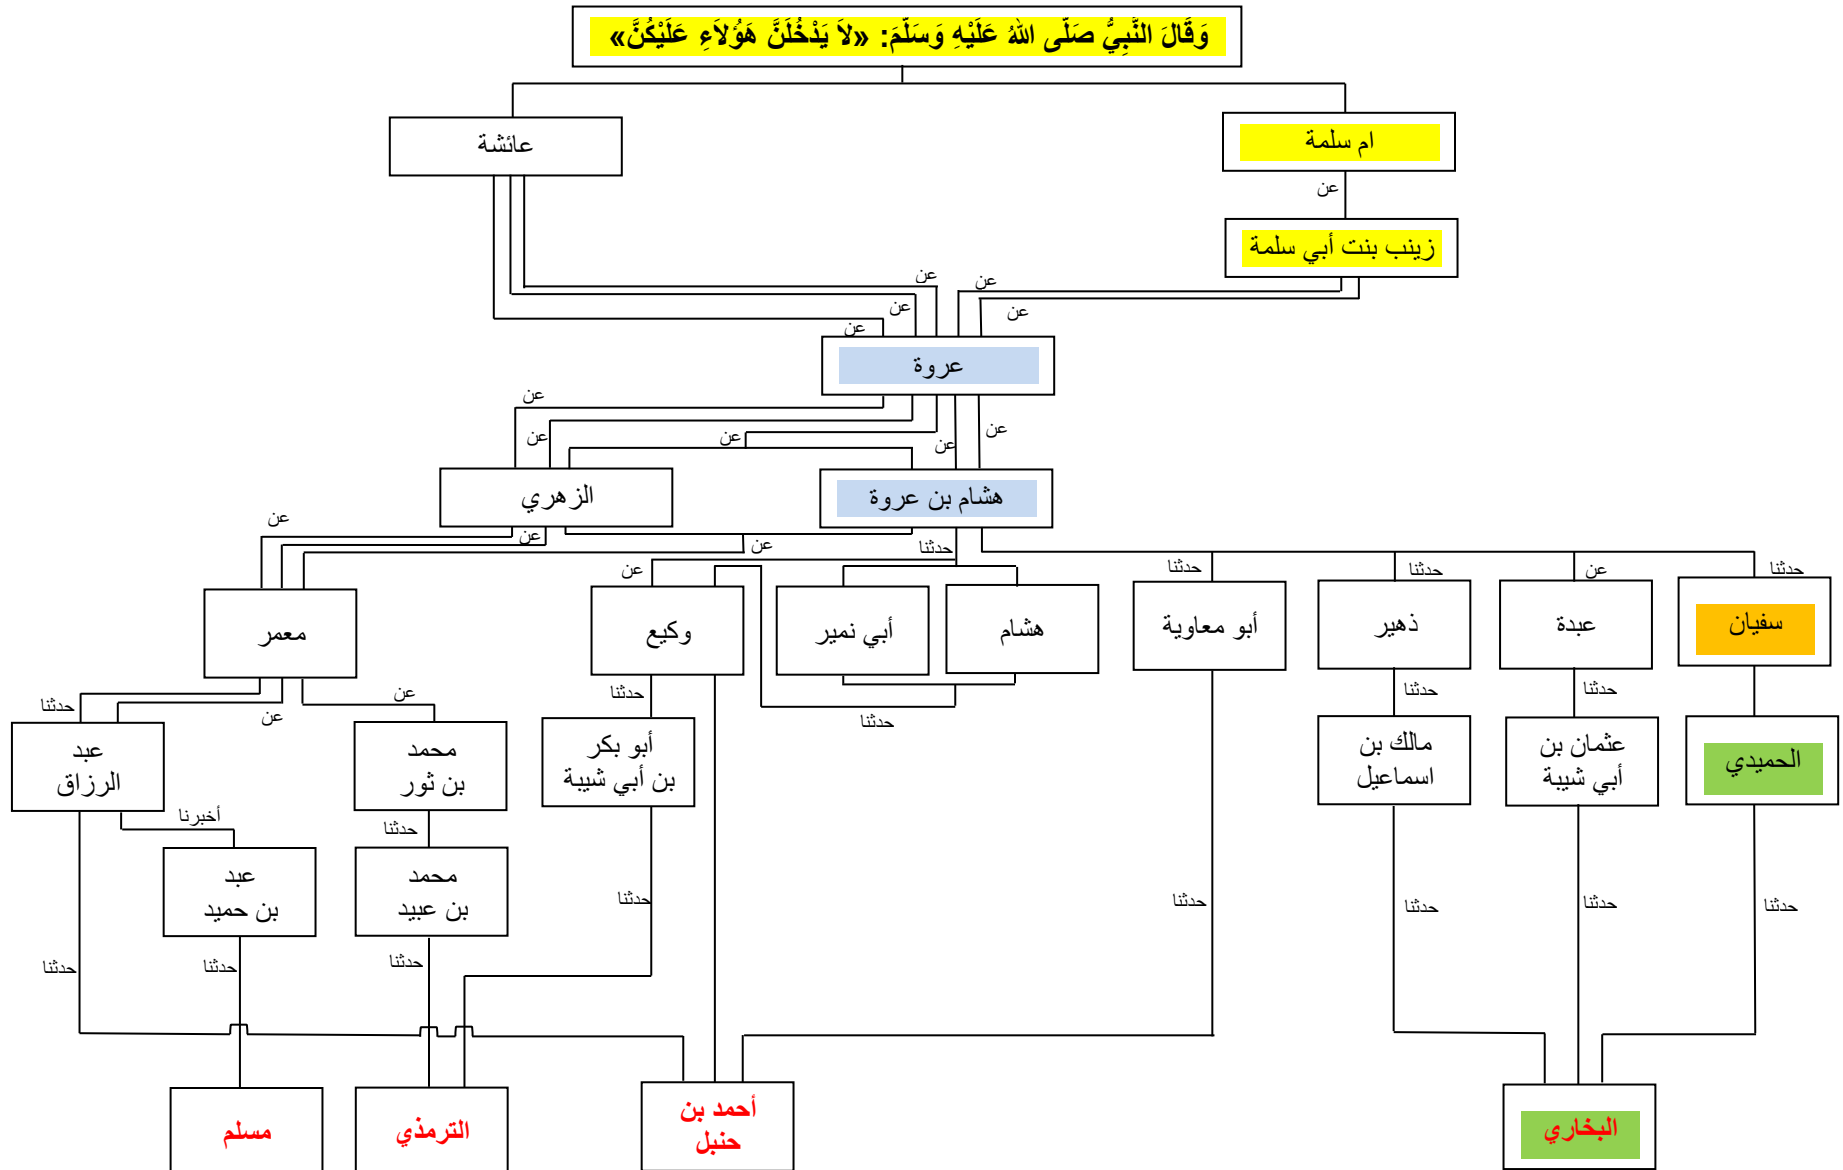 وَقَالَ النَّبِيُّ صَلَّى اللهُ عَلَيْهِ وَسَلَّمَ: «لاَ يَدْخُلَنَّ هَؤُلاَءِ عَلَيْكُنَّ»
ام سلمة
عائشة
عن
زينب بنت أبي سلمة
عن
عن
عن
عن
عن
عروة
عن
عن
عن
عن
عن
هشام بن عروة
الزهري
حدثنا
عن
حدثنا
حدثنا
حدثنا
عن
عن
عن
عن
سفيان
عبدة
ذهير
أبو معاوية
هشام
أبي نمير
وكيع
معمر
حدثنا
حدثنا
حدثنا
حدثنا
عن
عن
حدثنا
الحميدي
عثمان بن
أبي شيبة
مالك بن
اسماعيل
أبو بكر
بن أبي شيبة
محمد
بن ثور
عبد
الرزاق
حدثنا
أخبرنا
محمد
بن عبيد
عبد
بن حميد
حدثنا
حدثنا
حدثنا
حدثنا
حدثنا
حدثنا
حدثنا
حدثنا
البخاري
أحمد بن
حنبل
الترمذي
مسلم